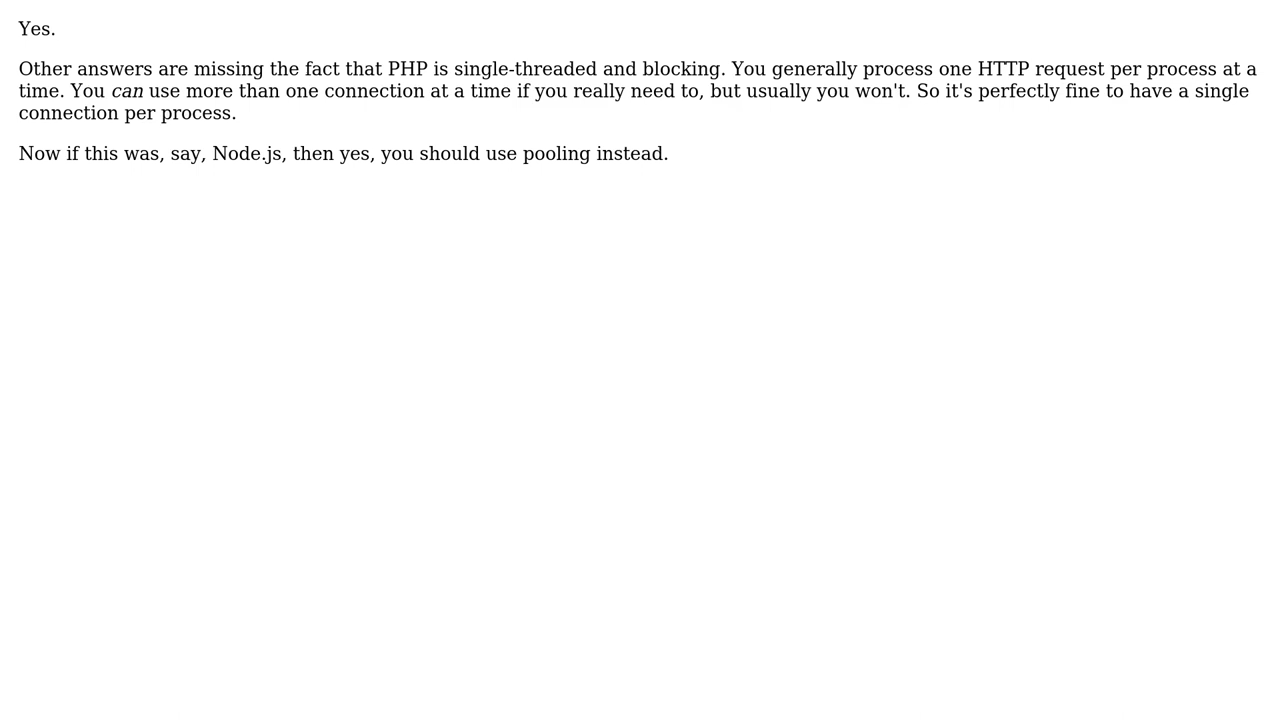 Yes.
Other answers are missing the fact that PHP is single-threaded and blocking. You generally process one HTTP request per process at a
time. You can use more than one connection at a time if you really need to, but usually you won't. So it's perfectly fine to have a single
connection per process.
Now if this was, say, Node.js, then yes, you should use pooling instead.